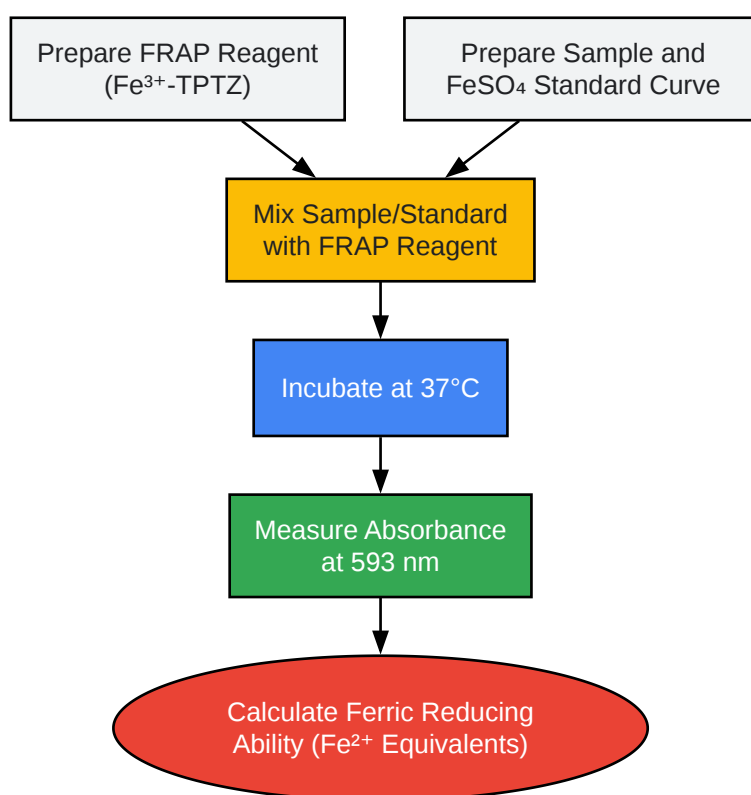 Prepare FRAP Reagent
(Fe³⁺-TPTZ)
Prepare Sample and
FeSO₄ Standard Curve
Mix Sample/Standard
with FRAP Reagent
Incubate at 37°C
Measure Absorbance
at 593 nm
Calculate Ferric Reducing
Ability (Fe²⁺ Equivalents)